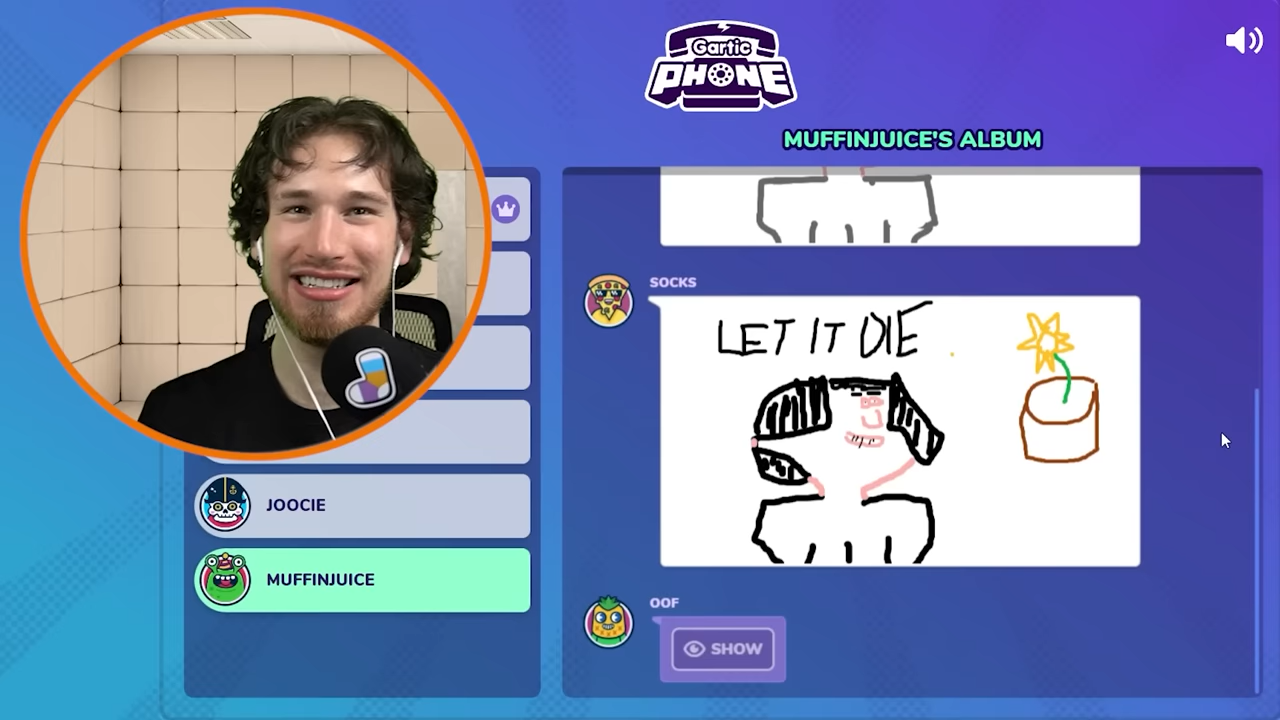 Gartic
PHONE
MUFFINJUICE'S ALBUM
SOCKS
LET IT DIE
JOOCIE
MUFFINJUICE
OOF
SHOW